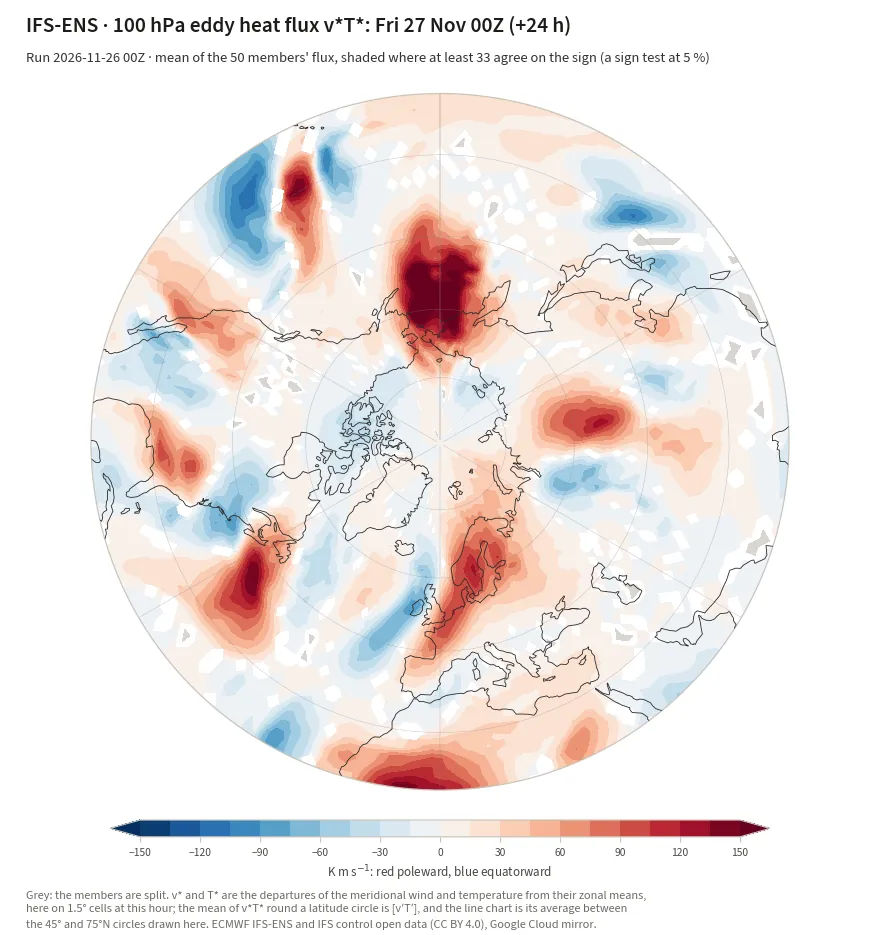 IFS-ENS · 100 hPa eddy heat flux v*T*: Fri 27 Nov 00Z (+24 h)
Run 2026-11-26 00Z · mean of the 50 members' flux, shaded where at least 33 agree on the sign (a sign test at 5 %)
−150 −120 −90 −60 −30 0 30 60 90 120 150
K m s⁻¹: red poleward, blue equatorward
Grey: the members are split. v* and T* are the departures of the meridional wind and temperature from their zonal means,
here on 1.5° cells at this hour; the mean of v*T* round a latitude circle is [v′T′], and the line chart is its average between
the 45° and 75°N circles drawn here. ECMWF IFS-ENS and IFS control open data (CC BY 4.0), Google Cloud mirror.